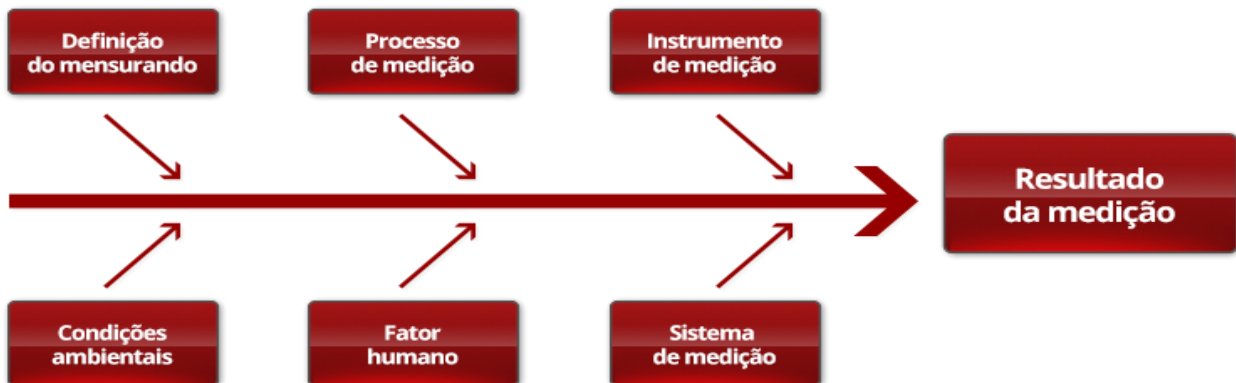 Definição
do mensurando
Processo
de medição
Instrumento
de medição
Resultado
da medição
Condições
ambientais
Fator
humano
Sistema
de medição